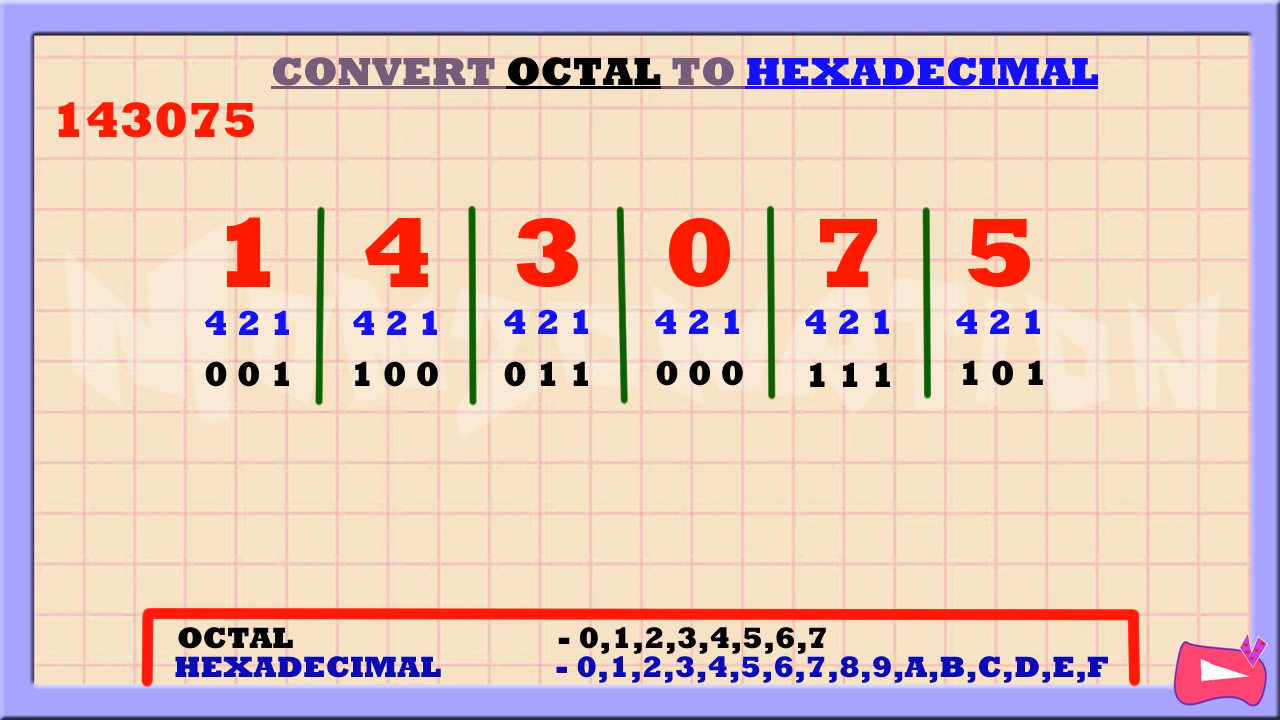 CONVERT OCTAL TO HEXADECIMAL
143075
1 4 3 0 7 5
4 2 1 4 2 1 4 2 1 4 2 1 4 2 1 4 2 1
0 0 1 1 0 0 0 1 1 0 0 0 1 1 1 1 0 1
OCTAL - 0,1,2,3,4,5,6,7
HEXADECIMAL - 0,1,2,3,4,5,6,7,8,9,A,B,C,D,E,F